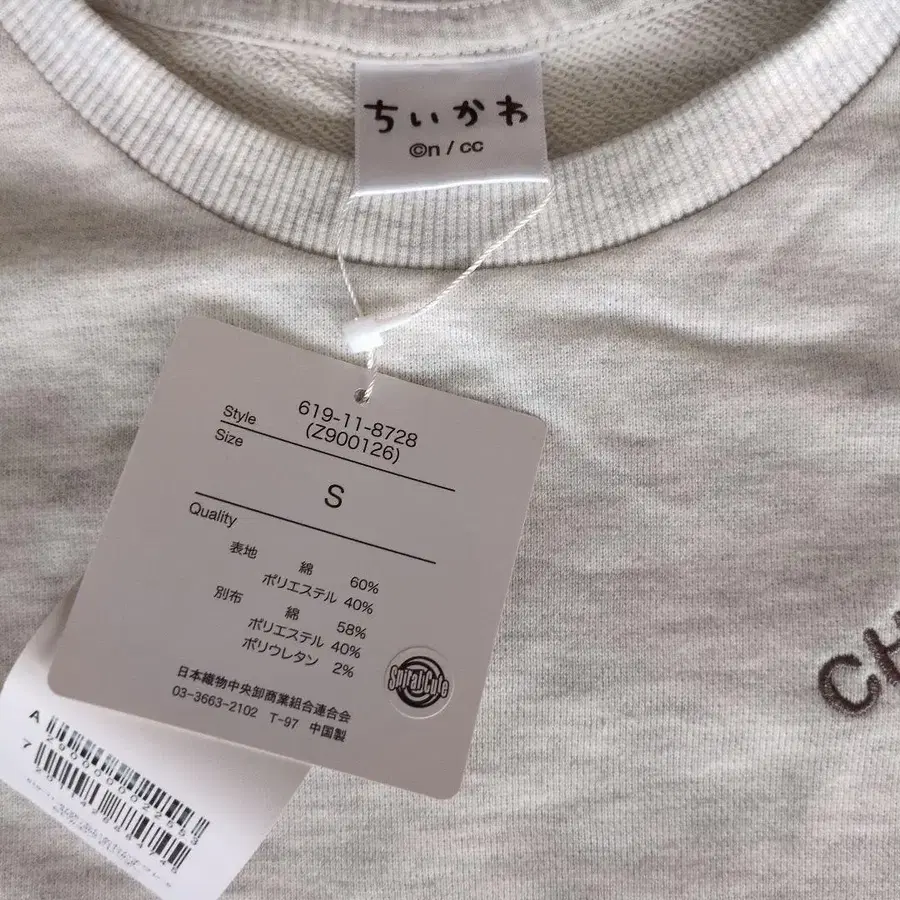 ちいかわ
©n / cc
Style 619-11-8728
(Z900126)
Size
S
Quality
表地 綿 60%
ポリエステル 40%
別布 綿 58%
ポリエステル 40%
ポリウレタン 2%
日本織物中央卸商業組合連合会
03-3663-2102 T-97 中国製
Spiral Cute
CH
A